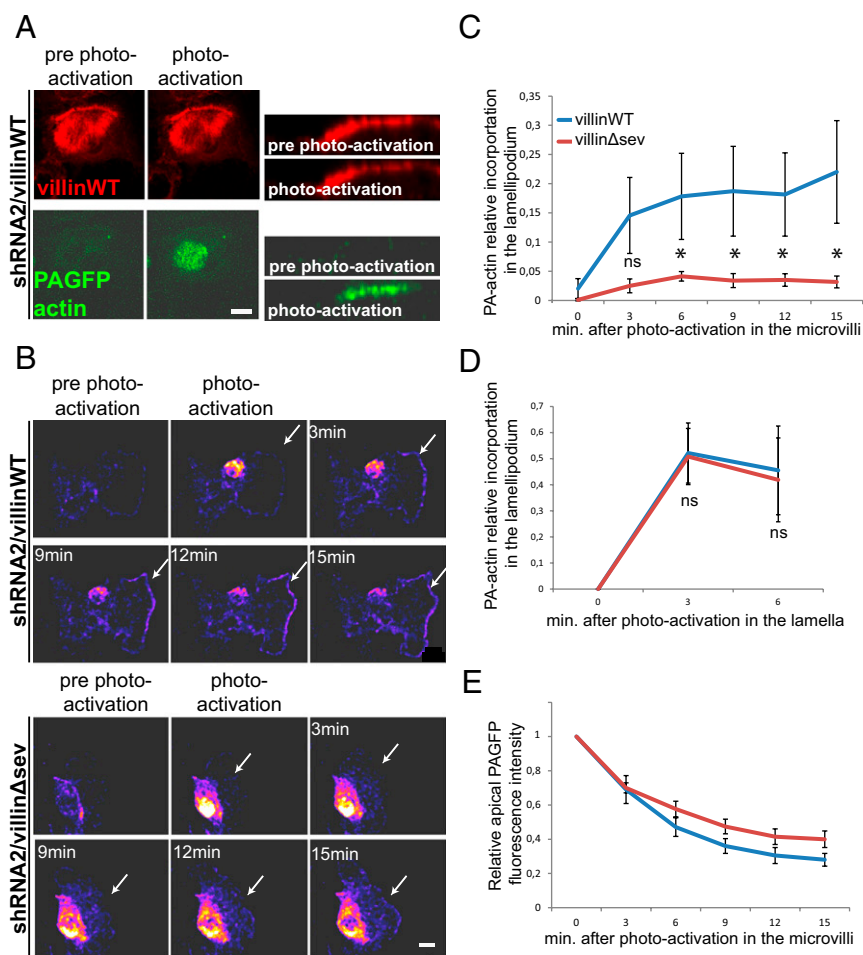 A
pre photo-
activation
photo-
activation
shRNA2/villinWT
villinWT
pre photo-activation
photo-activation
PAGFP
actin
pre photo-activation
photo-activation
B
pre photo-
activation
photo-
activation
shRNA2/villinWT
3min
9min
12min
15min
pre photo-
activation
photo-
activation
shRNA2/villinΔsev
3min
9min
12min
15min
C
PA-actin relative incorportation
in the lamellipodium
0,35
0,3
0,25
0,2
0,15
0,1
0,05
0
villinWT
villinΔsev
ns
*
*
*
*
0 3 6 9 12 15
min. after photo-activation in the microvilli
D
PA-actin relative incorportation
in the lamellipodium
0,7
0,6
0,5
0,4
0,3
0,2
0,1
0
ns
ns
0 3 6
min. after photo-activation in the lamella
E
Relative apical PAGFP
fluorescence intensity
1
0,8
0,6
0,4
0,2
0
0 3 6 9 12 15
min. after photo-activation in the microvilli